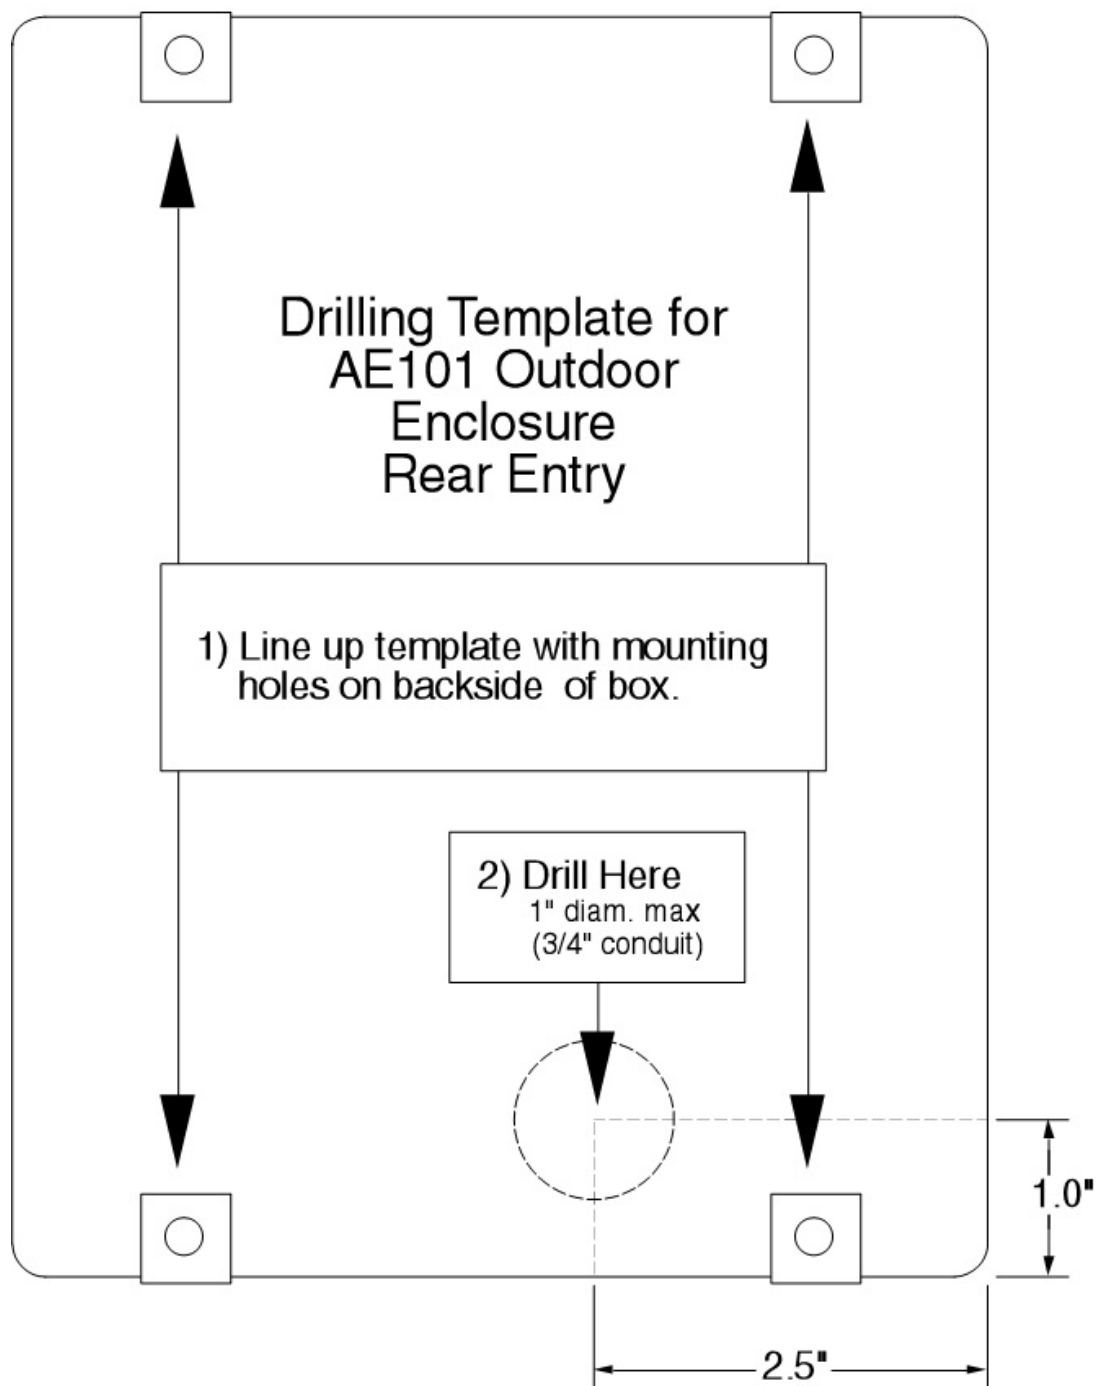 Drilling Template for
AE101 Outdoor
Enclosure
Rear Entry
1) Line up template with mounting
holes on backside of box.
2) Drill Here
1" diam. max
(3/4" conduit)
1.0"
2.5"